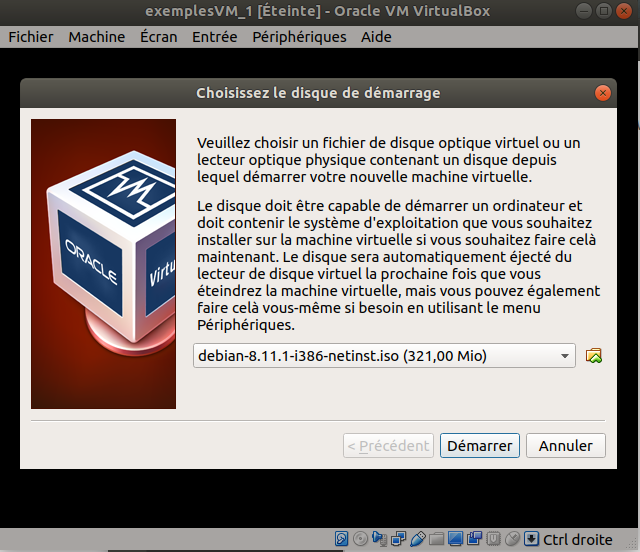 exemplesVM_1 [Éteinte] - Oracle VM VirtualBox
Fichier Machine Écran Entrée Périphériques Aide
Choisissez le disque de démarrage
Veuillez choisir un fichier de disque optique virtuel ou un
lecteur optique physique contenant un disque depuis
lequel démarrer votre nouvelle machine virtuelle.
Le disque doit être capable de démarrer un ordinateur et
doit contenir le système d'exploitation que vous souhaitez
installer sur la machine virtuelle si vous souhaitez faire celà
maintenant. Le disque sera automatiquement éjecté du
lecteur de disque virtuel la prochaine fois que vous
éteindrez la machine virtuelle, mais vous pouvez également
faire celà vous-même si besoin en utilisant le menu
Périphériques.
ORACLE
Virtu
debian-8.11.1-i386-netinst.iso (321,00 Mio)
< Précédent Démarrer Annuler
Ctrl droite